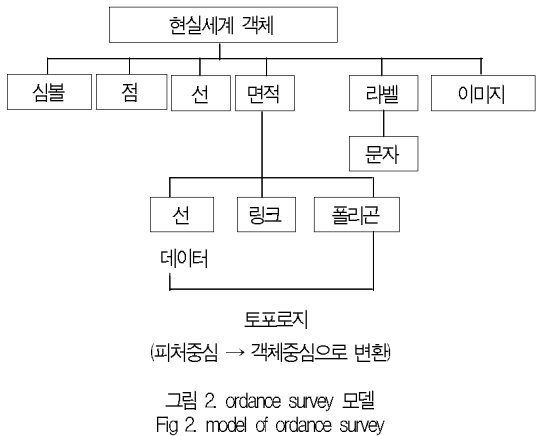 현실세계 객체
심볼 점 선 면적 라벨 이미지
문자
선 링크 폴리곤
데이터
토포로지
(피처중심 → 객체중심으로 변환)
그림 2. ordance survey 모델
Fig 2. model of ordance survey